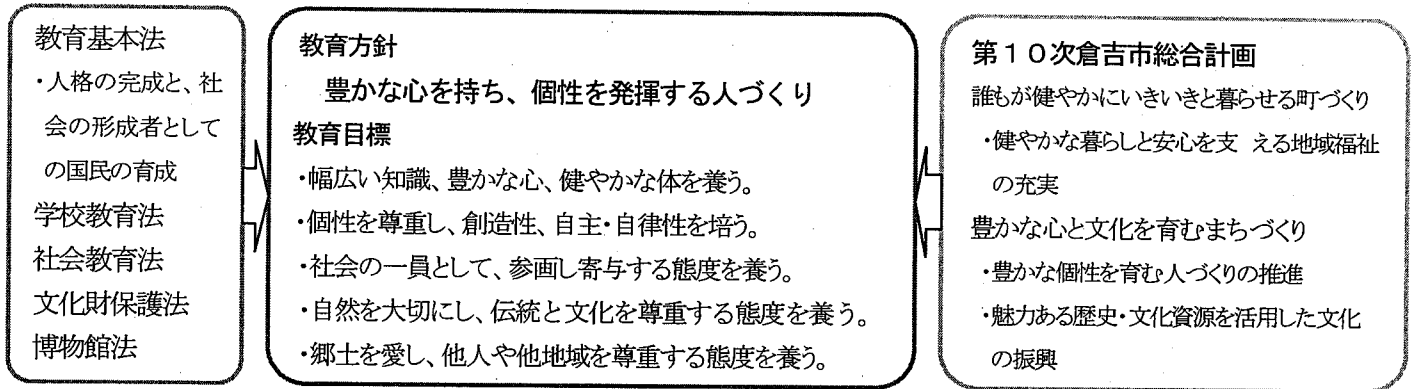 教育基本法
・人格の完成と、社
会の形成者として
の国民の育成
学校教育法
社会教育法
文化財保護法
博物館法
教育方針
豊かな心を持ち、個性を発揮する人づくり
教育目標
・幅広い知識、豊かな心、健やかな体を養う。
・個性を尊重し、創造性、自主・自律性を培う。
・社会の一員として、参画し寄与する態度を養う。
・自然を大切にし、伝統と文化を尊重する態度を養う。
・郷土を愛し、他人や他地域を尊重する態度を養う。
第10次倉吉市総合計画
誰もが健やかにいきいきと暮らせる町づくり
・健やかな暮らしと安心を支 える地域福祉
の充実
豊かな心と文化を育むまちづくり
・豊かな個性を育む人づくりの推進
・魅力ある歴史・文化資源を活用した文化
の振興